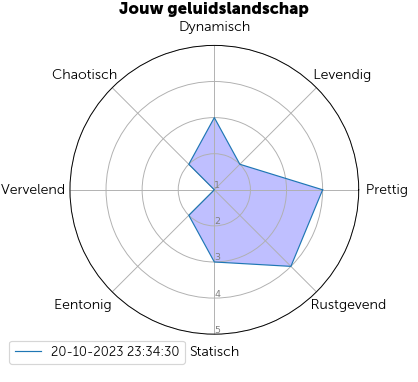 Jouw geluidslandschap
Dynamisch
Chaotisch
Levendig
Vervelend
Prettig
1
2
3
4
5
Eentonig
Rustgevend
20-10-2023 23:34:30
Statisch